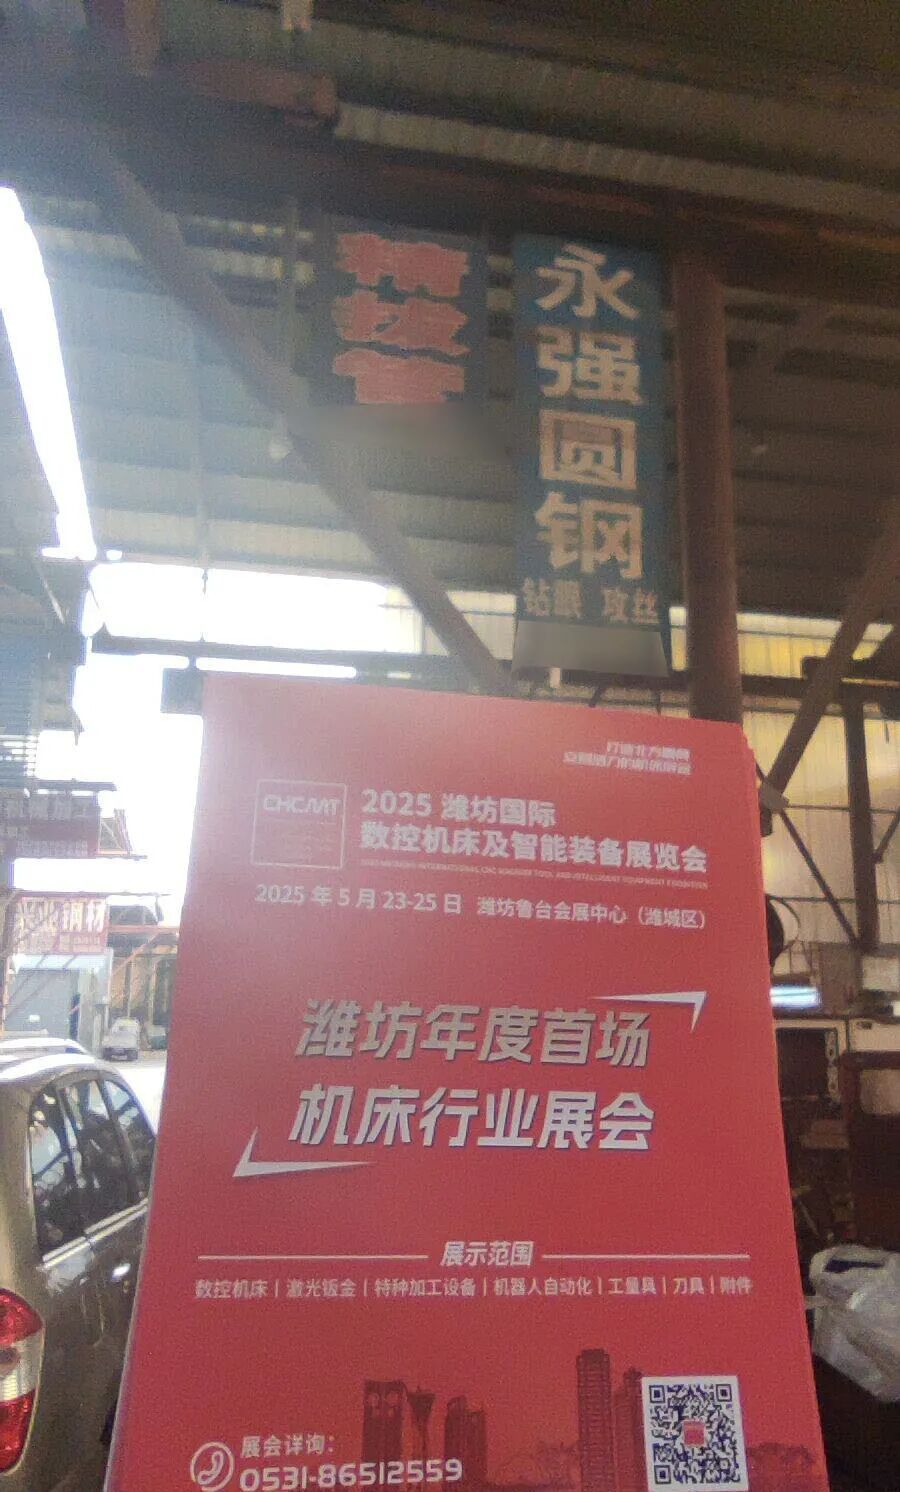 精拔管
永强圆钢
钻眼 攻丝
CHCMT
2025 潍坊国际
数控机床及智能装备展览会
2025 年 5 月 23-25 日 潍坊鲁台会展中心（潍城区）
潍坊年度首场
机床行业展会
展示范围
数控机床 | 激光钣金 | 特种加工设备 | 机器人自动化 | 工量具 | 刀具 | 附件
展会详询：
0531-86512559